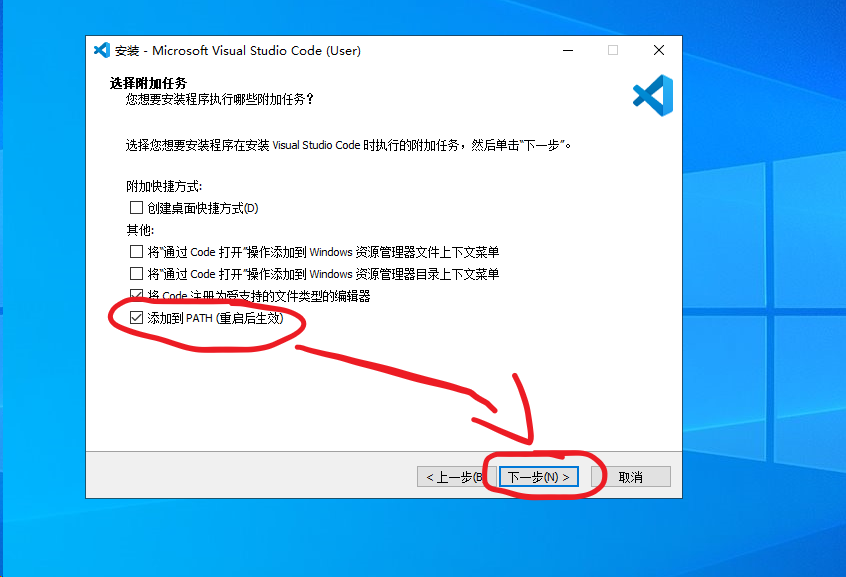 安装 - Microsoft Visual Studio Code (User)
选择附加任务
您想要安装程序执行哪些附加任务？
选择您想要安装程序在安装 Visual Studio Code 时执行的附加任务，然后单击“下一步”。
附加快捷方式:
创建桌面快捷方式(D)
其他:
将“通过 Code 打开”操作添加到 Windows 资源管理器文件上下文菜单
将“通过 Code 打开”操作添加到 Windows 资源管理器目录上下文菜单
将 Code 注册为受支持的文件类型的编辑器
添加到 PATH (重启后生效)
< 上一步(B
下一步(N) >
取消